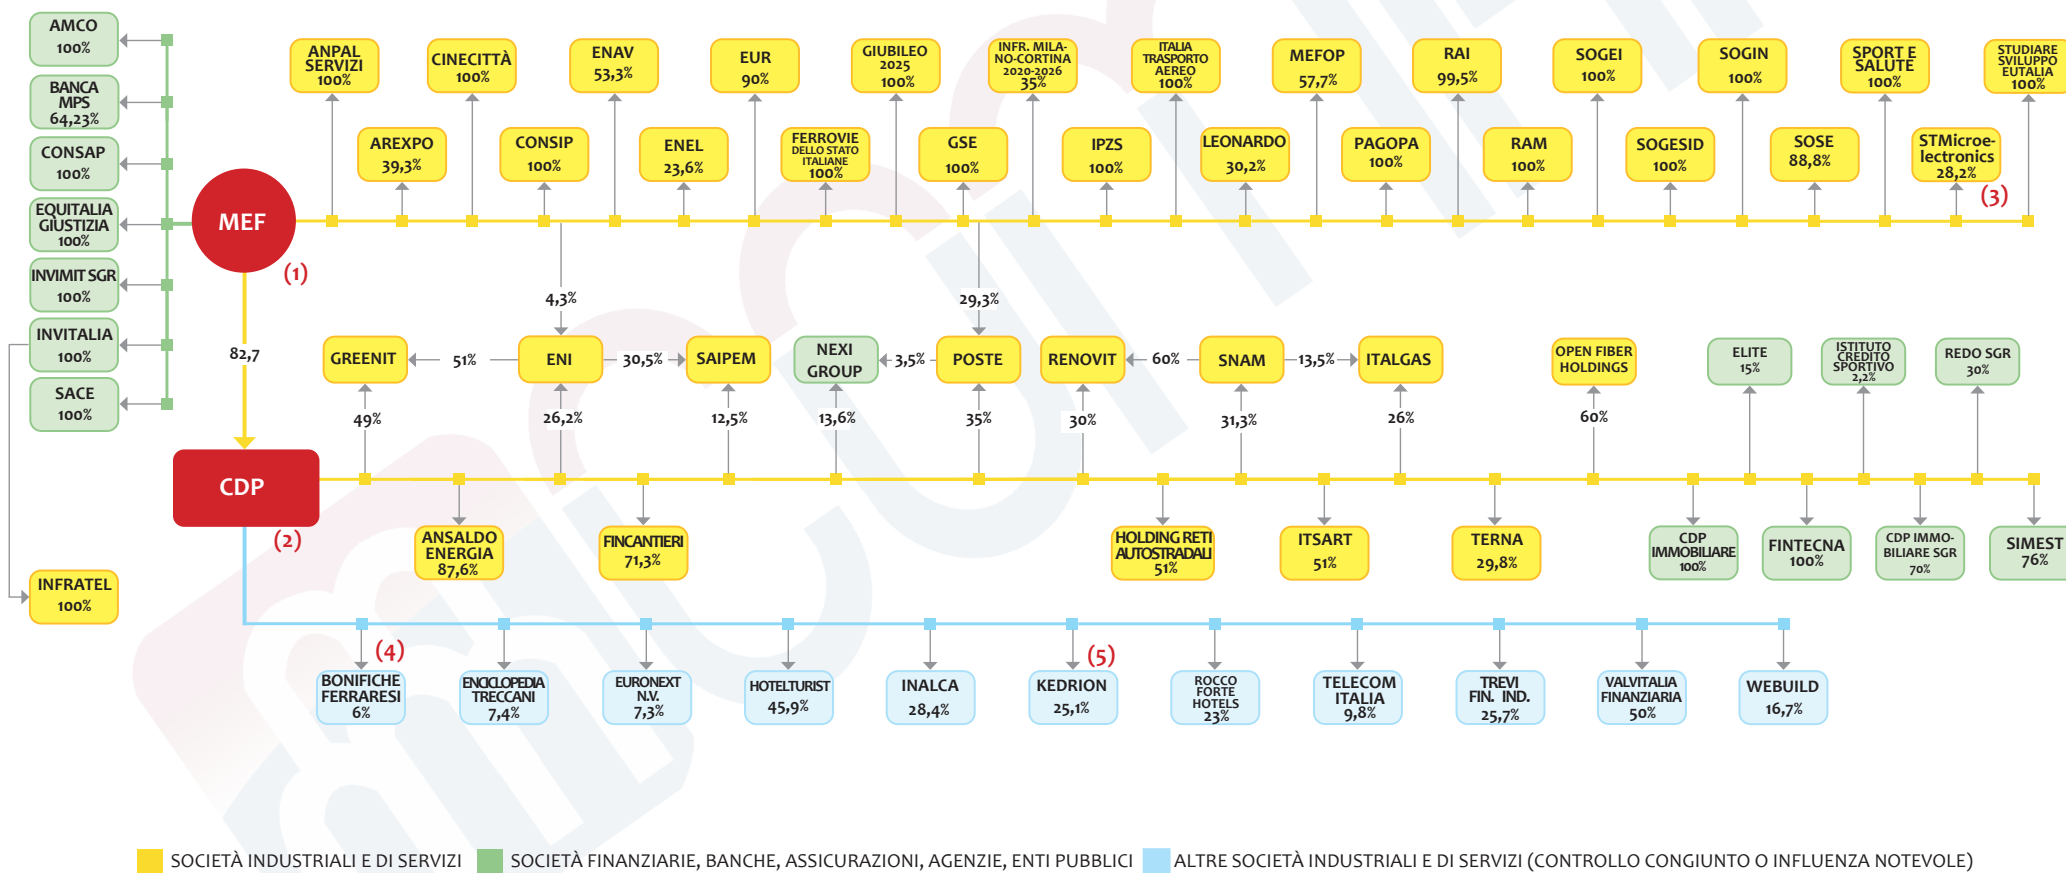 AMCO
100%
BANCA
MPS
64,23%
CONSAP
100%
EQUITALIA
GIUSTIZIA
100%
INVIMIT SGR
100%
INVITALIA
100%
SACE
100%
INFRATEL
100%
MEF
(1)
82,7
CDP
(2)
ANPAL
SERVIZI
100%
CINECITTÀ
100%
ENAV
53,3%
EUR
90%
GIUBILEO
2025
100%
INFR. MILA-
NO-CORTINA
2020-2026
35%
ITALIA
TRASPORTO
AEREO
100%
MEFOP
57,7%
RAI
99,5%
SOGEI
100%
SOGIN
100%
SPORT E
SALUTE
100%
STUDIARE
SVILUPPO
EUTALIA
100%
AREXPO
39,3%
CONSIP
100%
ENEL
23,6%
FERROVIE
DELLO STATO
ITALIANE
100%
GSE
100%
IPZS
100%
LEONARDO
30,2%
PAGOPA
100%
RAM
100%
SOGESID
100%
SOSE
88,8%
STMicroe-
lectronics
28,2%
(3)
4,3%
29,3%
GREENIT
51%
ENI
30,5%
SAIPEM
NEXI
GROUP
3,5%
POSTE
RENOVIT
60%
SNAM
13,5%
ITALGAS
OPEN FIBER
HOLDINGS
ELITE
15%
ISTITUTO
CREDITO
SPORTIVO
2,2%
REDO SGR
30%
49%
26,2%
12,5%
13,6%
35%
30%
31,3%
26%
60%
ANSALDO
ENERGIA
87,6%
FINCANTIERI
71,3%
HOLDING RETI
AUTOSTRADALI
51%
ITSART
51%
TERNA
29,8%
CDP
IMMOBILIARE
100%
FINTECNA
100%
CDP IMMO-
BILIARE SGR
70%
SIMEST
76%
(4)
(5)
BONIFICHE
FERRARESI
6%
ENCICLOPEDIA
TRECCANI
7,4%
EURONEXT
N.V.
7,3%
HOTELTURIST
45,9%
INALCA
28,4%
KEDRION
25,1%
ROCCO
FORTE
HOTELS
23%
TELECOM
ITALIA
9,8%
TREVI
FIN. IND.
25,7%
VALVITALIA
FINANZIARIA
50%
WEBUILD
16,7%
SOCIETÀ INDUSTRIALI E DI SERVIZI
SOCIETÀ FINANZIARIE, BANCHE, ASSICURAZIONI, AGENZIE, ENTI PUBBLICI
ALTRE SOCIETÀ INDUSTRIALI E DI SERVIZI (CONTROLLO CONGIUNTO O INFLUENZA NOTEVOLE)